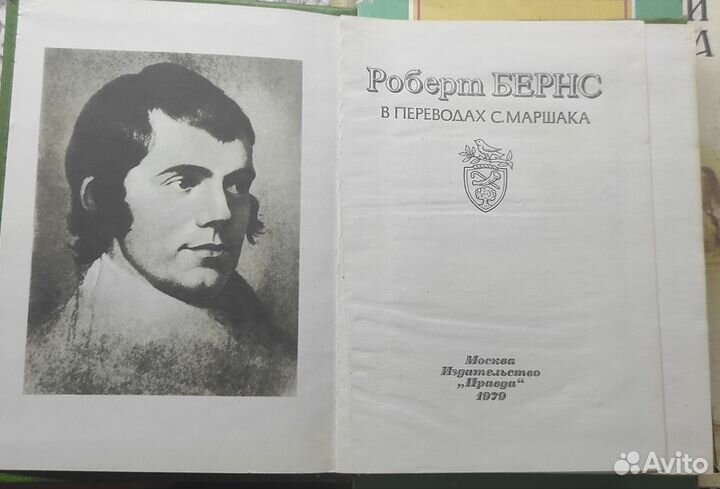 Роберт БЕРНС
В ПЕРЕВОДАХ С. МАРШАКА
Москва
Издательство
„Правда“
1979
И
А
Avito